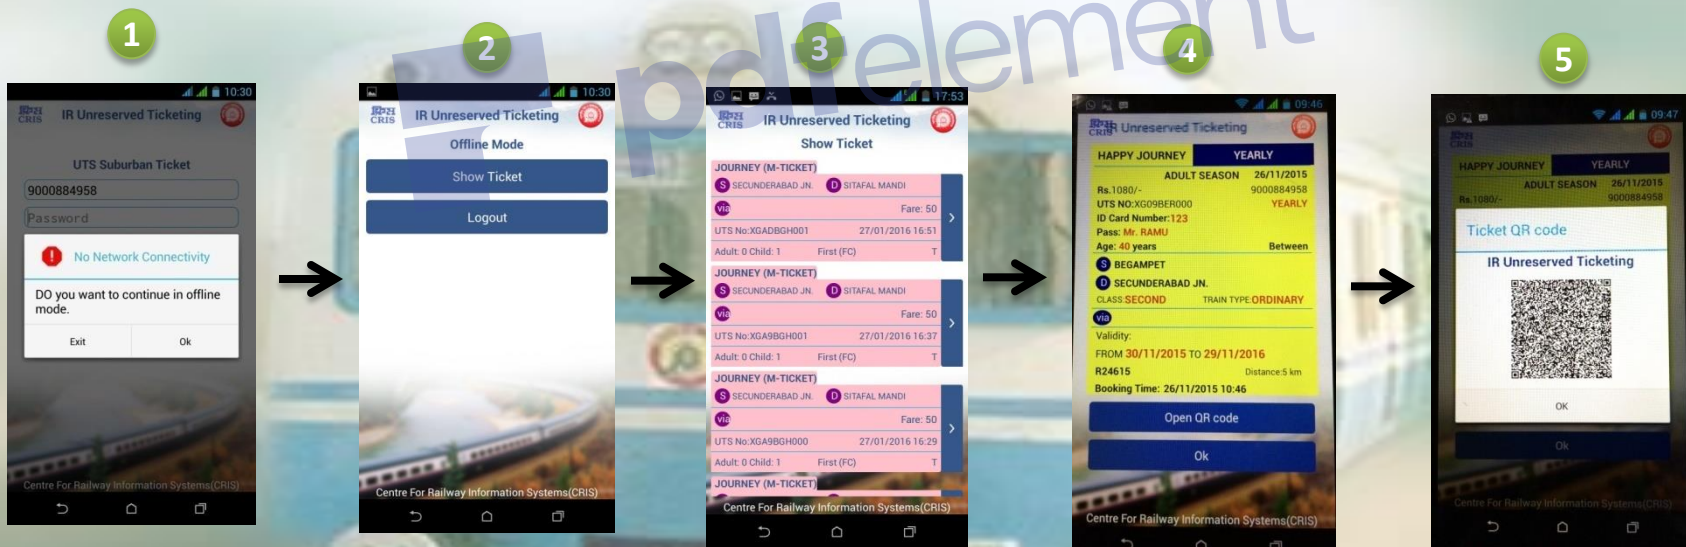 1
2
3
4
5
pdfelement
10:30
हिन्स
CRIS
IR Unreserved Ticketing
UTS Suburban Ticket
9000884958
Password
No Network Connectivity
DO you want to continue in offline
mode.
Exit Ok
Centre For Railway Information Systems(CRIS)
10:30
CRIS
IR Unreserved Ticketing
Offline Mode
Show Ticket
Logout
Centre For Railway Information Systems(CRIS)
17:53
CRIS
IR Unreserved Ticketing
Show Ticket
JOURNEY (M-TICKET)
S SECUNDERABAD JN. D SITAFAL MANDI
via Fare: 50
UTS No:XGADBGH001 27/01/2016 16:51
Adult: 0 Child: 1 First (FC) T
JOURNEY (M-TICKET)
S SECUNDERABAD JN. D SITAFAL MANDI
via Fare: 50
UTS No:XGA9BGH001 27/01/2016 16:37
Adult: 0 Child: 1 First (FC) T
JOURNEY (M-TICKET)
S SECUNDERABAD JN. D SITAFAL MANDI
via Fare: 50
UTS No:XGA9BGH000 27/01/2016 16:29
Adult: 0 Child: 1 First (FC) T
JOURNEY (M-TICKET)
Centre For Railway Information Systems(CRIS)
09:46
CRIS
IR Unreserved Ticketing
HAPPY JOURNEY YEARLY
ADULT SEASON 26/11/2015
Rs.1080/- 9000884958
UTS NO:XG09BER000 YEARLY
ID Card Number:123
Pass: Mr. RAMU
Age: 40 years Between
S BEGAMPET
D SECUNDERABAD JN.
CLASS:SECOND TRAIN TYPE:ORDINARY
via
Validity:
FROM 30/11/2015 TO 29/11/2016
R24615 Distance:5 km
Booking Time: 26/11/2015 10:46
Open QR code
Ok
Centre For Railway Information Systems(CRIS)
09:47
CRIS
HAPPY JOURNEY YEARLY
ADULT SEASON 26/11/2015
Rs.1080/- 9000884958
Ticket QR code
IR Unreserved Ticketing
OK
Ok
Centre For Railway Information Systems(CRIS)